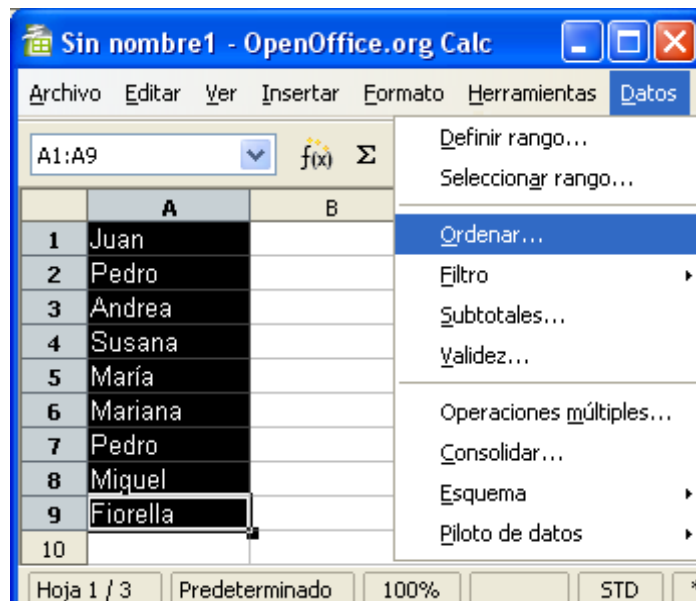 Sin nombre1 - OpenOffice.org Calc
Archivo Editar Ver Insertar Formato Herramientas Datos
A1:A9 f(x) Σ
Definir rango...
Seleccionar rango...
Ordenar...
Filtro
Subtotales...
Validez...
Operaciones múltiples...
Consolidar...
Esquema
Piloto de datos
A B
1 Juan
2 Pedro
3 Andrea
4 Susana
5 María
6 Mariana
7 Pedro
8 Miguel
9 Fiorella
10
Hoja 1 / 3 Predeterminado 100% STD *